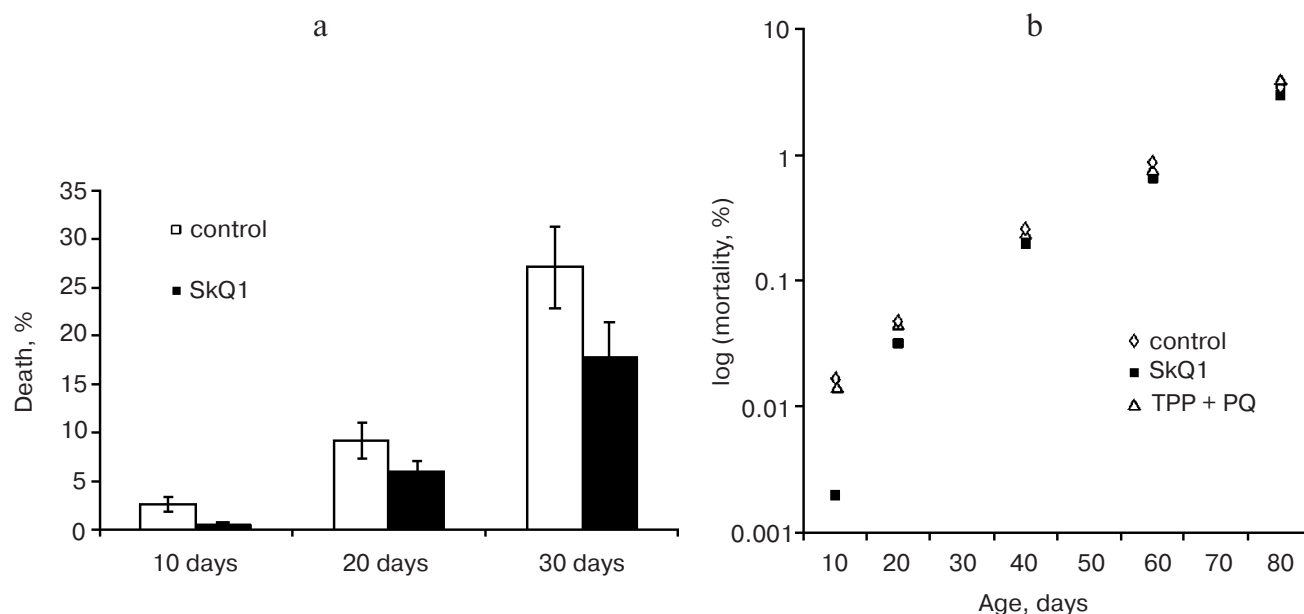 a
35
30
25
20
15
10
5
0
Death, %
control
SkQ1
10 days
20 days
30 days
b
10
1
0.1
0.01
0.001
log (mortality, %)
control
SkQ1
TPP + PQ
10 20 30 40 50 60 70 80
Age, days